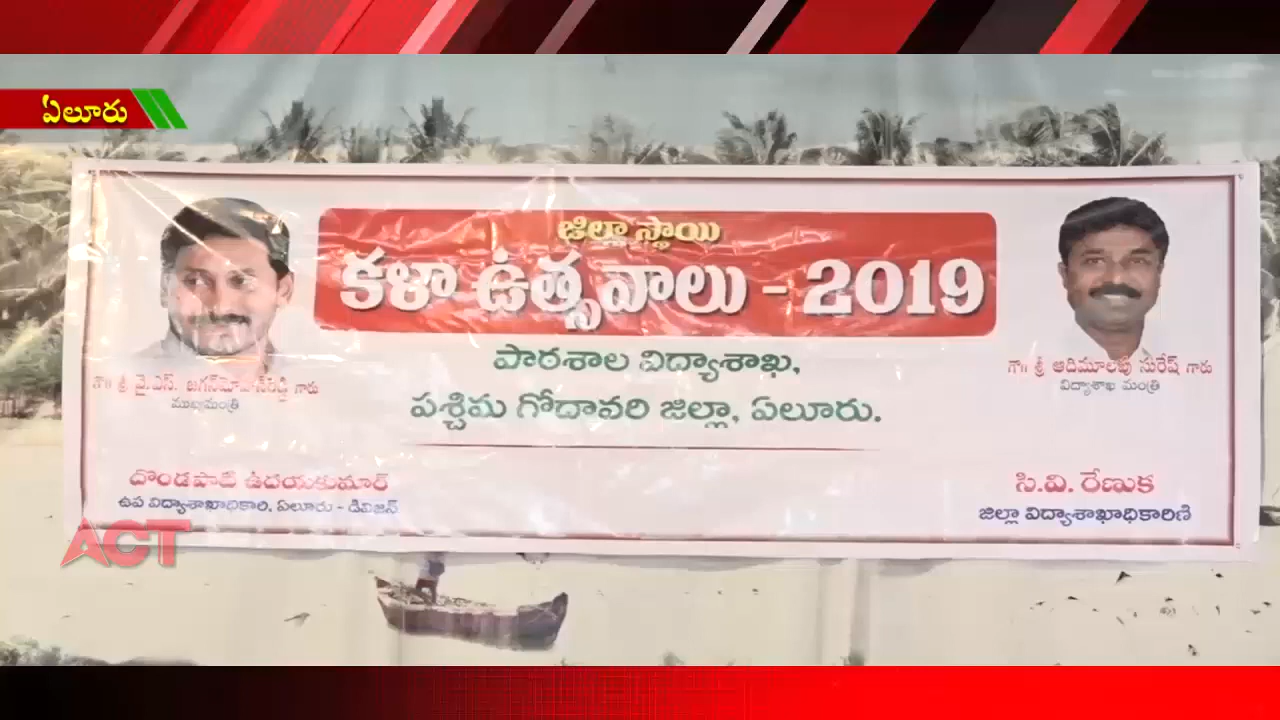 ఏలూరు
జిల్లా స్థాయి
కళా ఉత్సవాలు - 2019
పాఠశాల విద్యాశాఖ,
పశ్చిమ గోదావరి జిల్లా, ఏలూరు.
గౌ॥ శ్రీ వై.ఎస్. జగన్‌మోహన్‌రెడ్డి గారు
ముఖ్యమంత్రి
గౌ॥ శ్రీ ఆదిమూలపు సురేష్ గారు
విద్యాశాఖ మంత్రి
దొండపాటి ఉదయకుమార్
ఉప విద్యాశాఖాధికారి, ఏలూరు - డివిజన్
సి.వి. రేణుక
జిల్లా విద్యాశాఖాధికారిణి
ACT